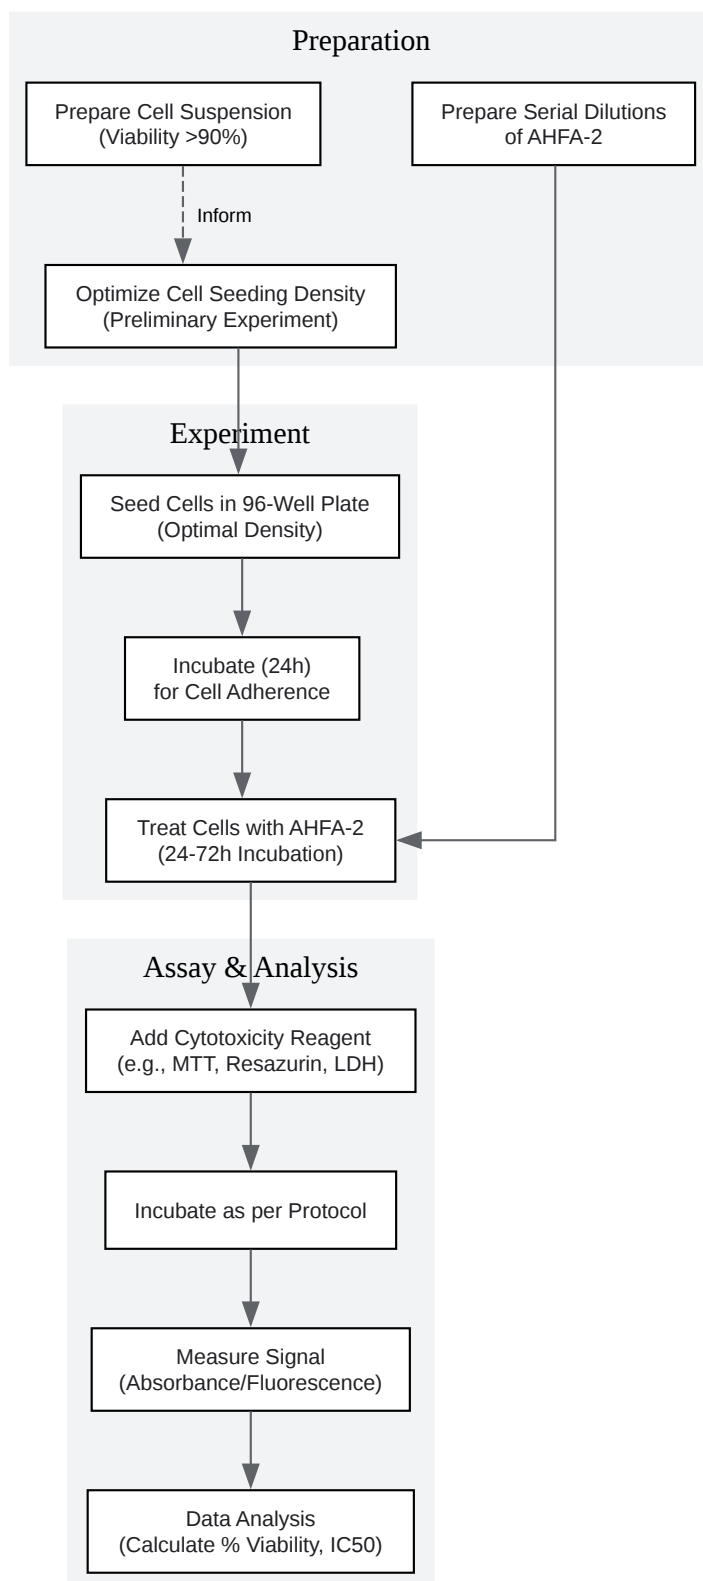 Preparation
Prepare Cell Suspension
(Viability >90%)
Prepare Serial Dilutions
of AHFA-2
Inform
Optimize Cell Seeding Density
(Preliminary Experiment)
Experiment
Seed Cells in 96-Well Plate
(Optimal Density)
Incubate (24h)
for Cell Adherence
Treat Cells with AHFA-2
(24-72h Incubation)
Assay & Analysis
Add Cytotoxicity Reagent
(e.g., MTT, Resazurin, LDH)
Incubate as per Protocol
Measure Signal
(Absorbance/Fluorescence)
Data Analysis
(Calculate % Viability, IC50)